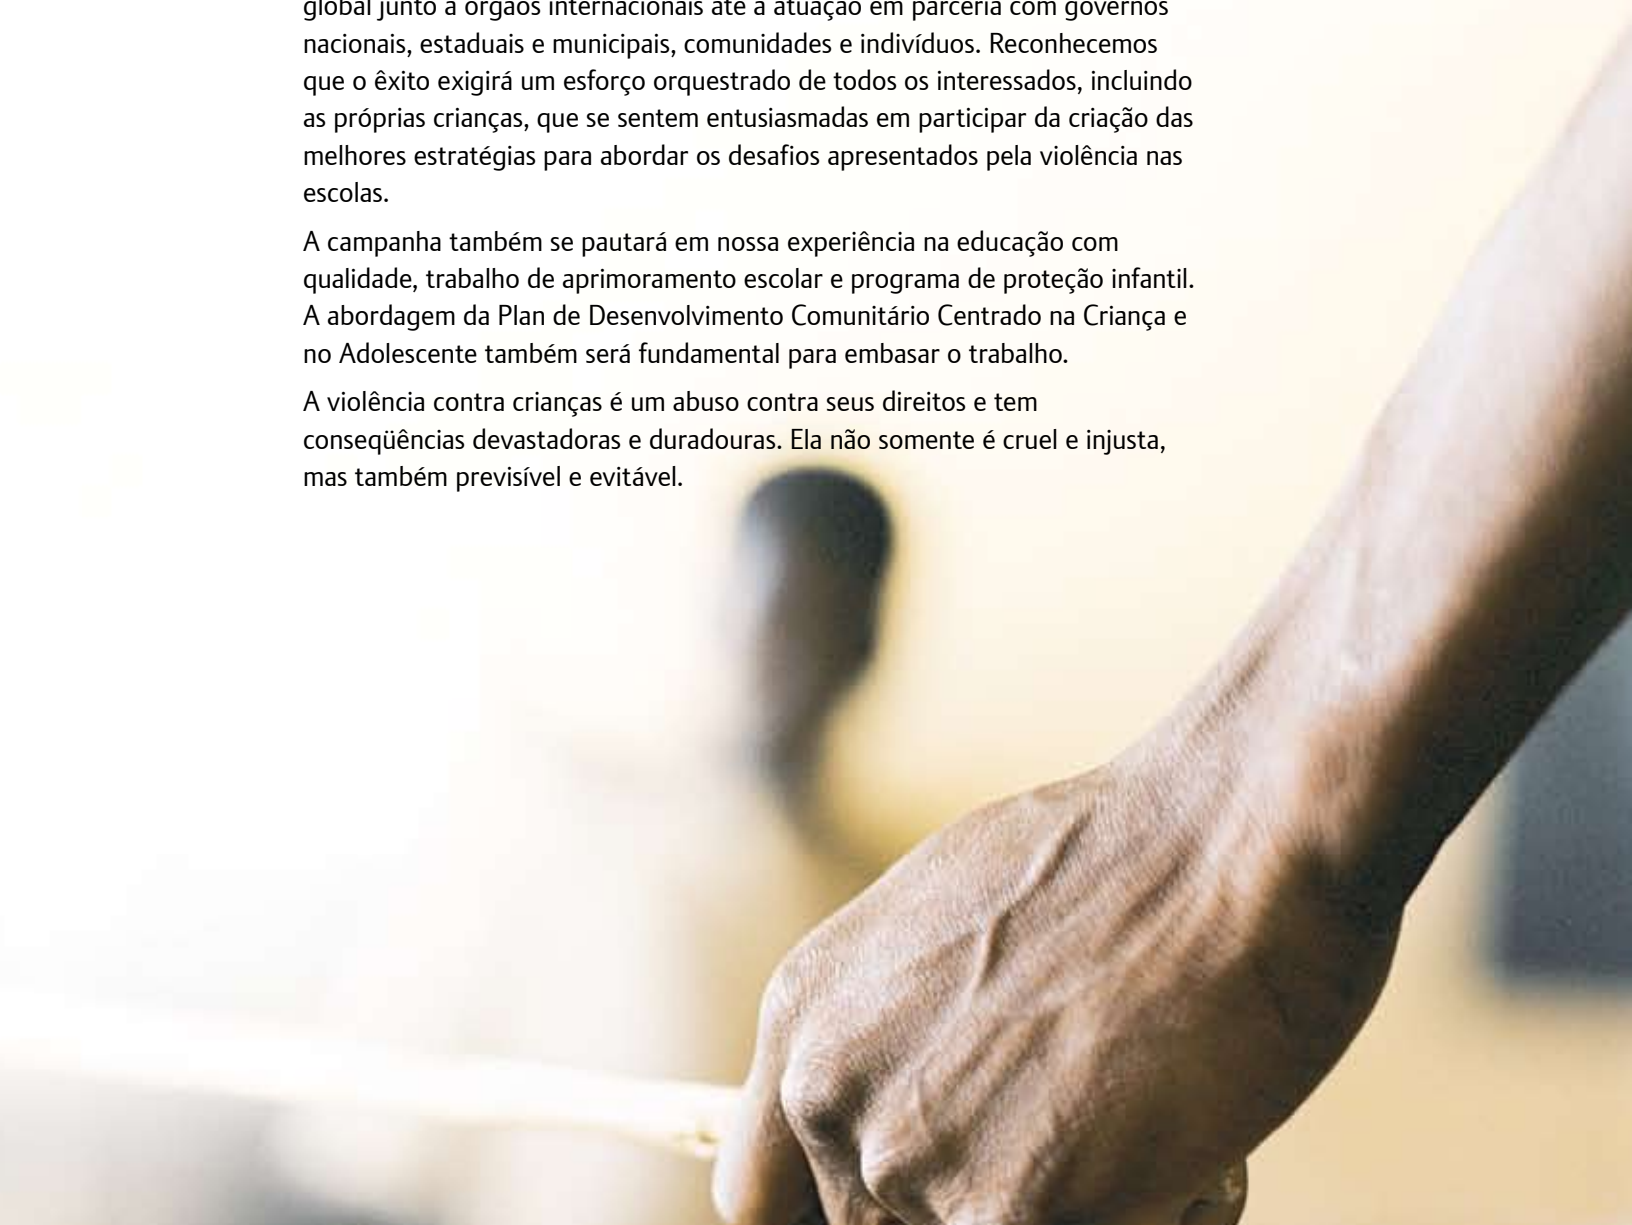 global junto a órgãos internacionais até a atuação em parceria com governos
nacionais, estaduais e municipais, comunidades e indivíduos. Reconhecemos
que o êxito exigirá um esforço orquestrado de todos os interessados, incluindo
as próprias crianças, que se sentem entusiasmadas em participar da criação das
melhores estratégias para abordar os desafios apresentados pela violência nas
escolas.
A campanha também se pautará em nossa experiência na educação com
qualidade, trabalho de aprimoramento escolar e programa de proteção infantil.
A abordagem da Plan de Desenvolvimento Comunitário Centrado na Criança e
no Adolescente também será fundamental para embasar o trabalho.
A violência contra crianças é um abuso contra seus direitos e tem
conseqüências devastadoras e duradouras. Ela não somente é cruel e injusta,
mas também previsível e evitável.